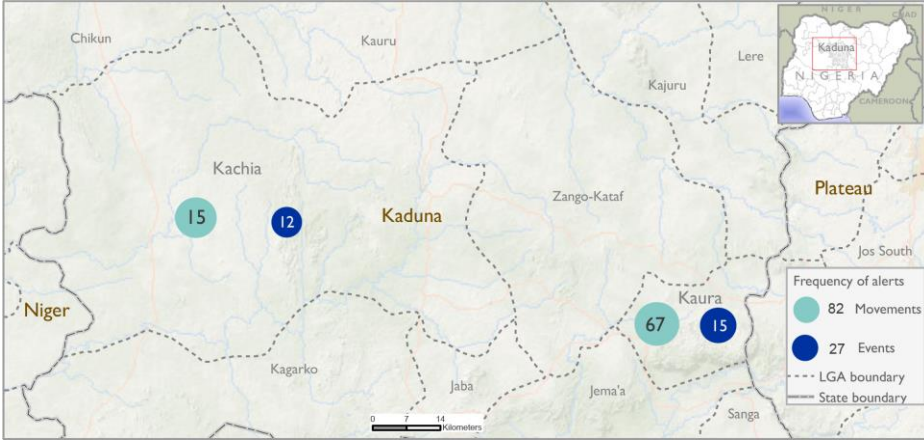 Chikun
Kauru
Lere
Kajuru
Kachia
15
12
Kaduna
Zango-Kataf
Plateau
Jos South
Niger
Kaura
67
15
Kagarko
Jaba
Jema'a
Sanga
0 7 14
Kilometers
NIGER
CHAD
Kaduna
NIGERIA
CAMEROON
Frequency of alerts
82 Movements
27 Events
LGA boundary
State boundary